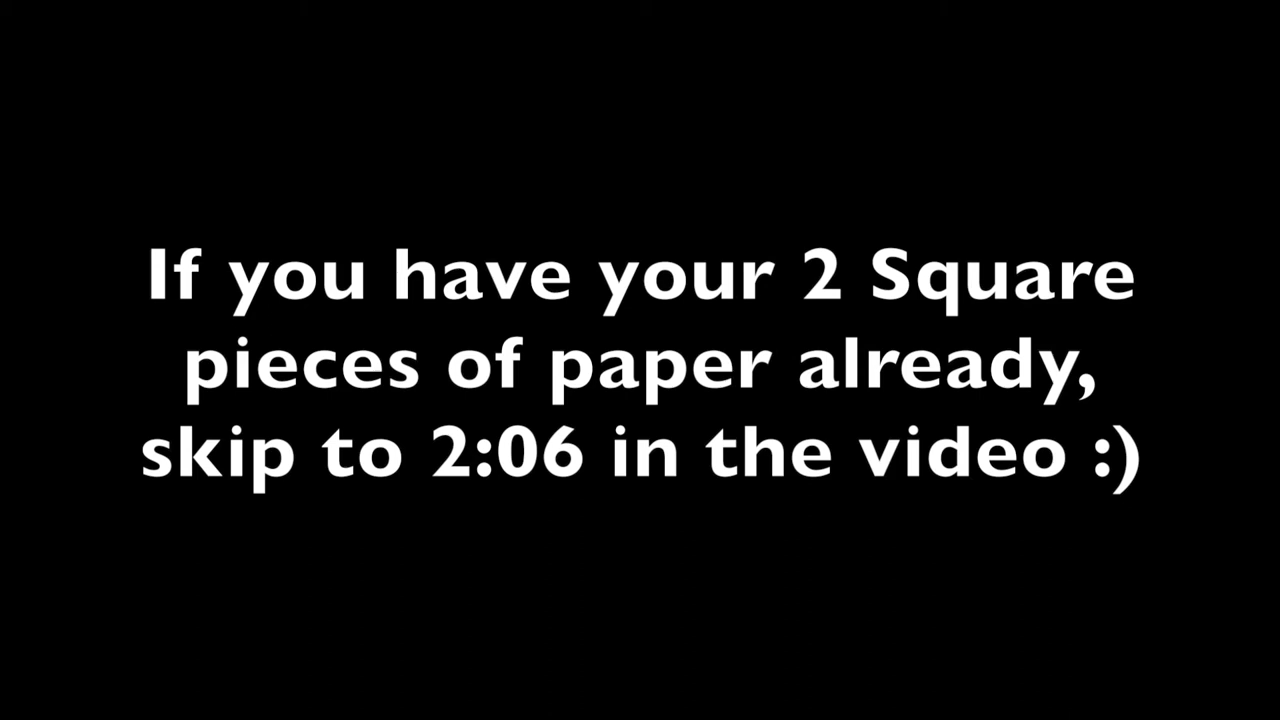 If you have your 2 Square
pieces of paper already,
skip to 2:06 in the video :)